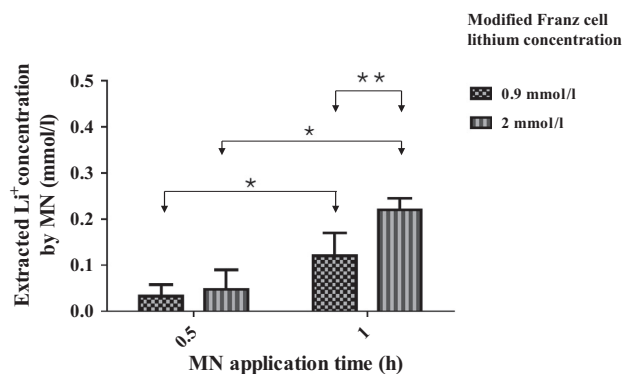 Modified Franz cell
lithium concentration
0.9 mmol/l
2 mmol/l
Extracted Li⁺ concentration
by MN (mmol/l)
0.5
0.4
0.3
0.2
0.1
0.0
**
*
*
0.5
1
MN application time (h)